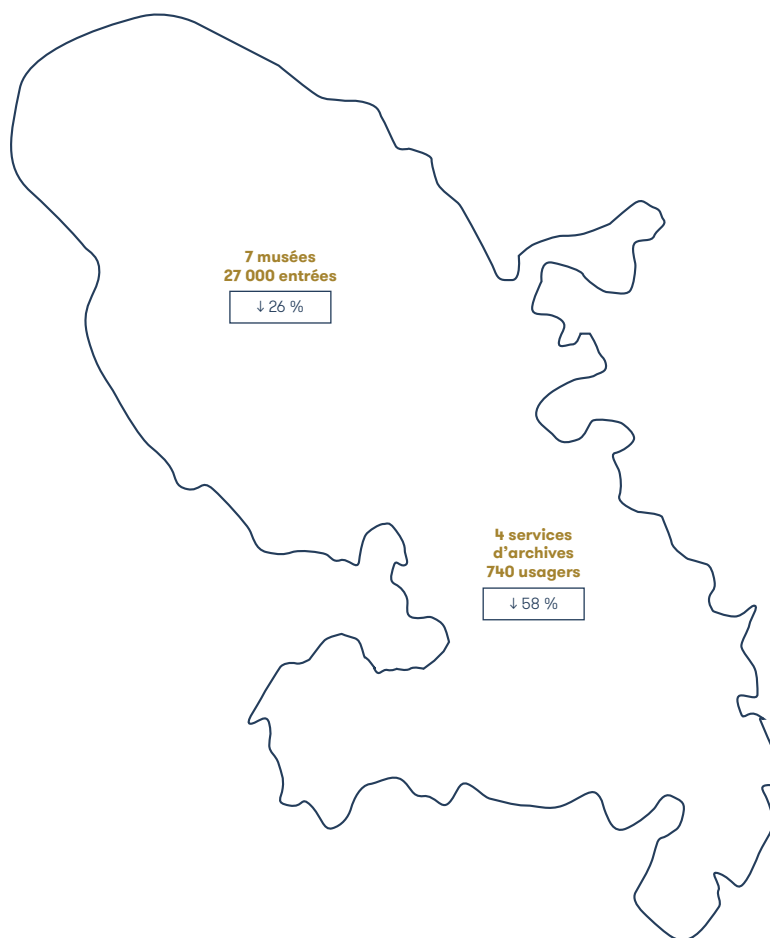 7 musées
27 000 entrées
↓ 26 %
4 services
d’archives
740 usagers
↓ 58 %